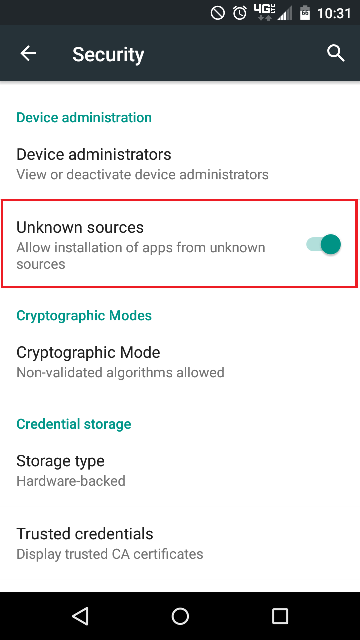 4G LTE 10:31
Security
Device administration
Device administrators
View or deactivate device administrators
Unknown sources
Allow installation of apps from unknown
sources
Cryptographic Modes
Cryptographic Mode
Non-validated algorithms allowed
Credential storage
Storage type
Hardware-backed
Trusted credentials
Display trusted CA certificates